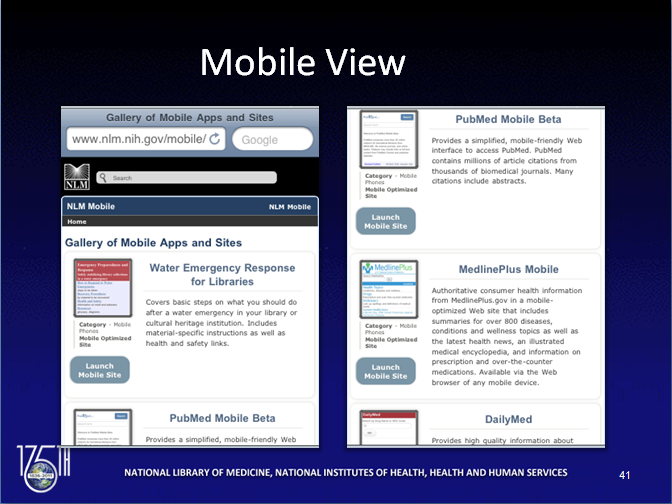 Mobile View
Gallery of Mobile Apps and Sites
www.nlm.nih.gov/mobile/
Google
NLM
Search
NLM Mobile
NLM Mobile
Home
Gallery of Mobile Apps and Sites
Emergency Preparedness and
Response
Water Emergency Response
for Libraries
Covers basic steps on what you should do
after a water emergency in your library or
cultural heritage institution. Includes
material-specific instructions as well as
health and safety links.
Category - Mobile
Phones
Mobile Optimized
Site
Launch
Mobile Site
PubMed Mobile Beta
Provides a simplified, mobile-friendly Web
PubMed Mobile Beta
Provides a simplified, mobile-friendly Web
interface to access PubMed. PubMed
contains millions of article citations from
thousands of biomedical journals. Many
citations include abstracts.
Category - Mobile
Phones
Mobile Optimized
Site
Launch
Mobile Site
MedlinePlus
MedlinePlus Mobile
Authoritative consumer health information
from MedlinePlus.gov in a mobile-
optimized Web site that includes
summaries for over 800 diseases,
conditions and wellness topics as well as
the latest health news, an illustrated
medical encyclopedia, and information on
prescription and over-the-counter
medications. Available via the Web
browser of any mobile device.
Category - Mobile
Phones
Mobile Optimized
Site
Launch
Mobile Site
DailyMed
DailyMed
Provides high quality information about
175TH
NATIONAL LIBRARY OF MEDICINE, NATIONAL INSTITUTES OF HEALTH, HEALTH AND HUMAN SERVICES
41